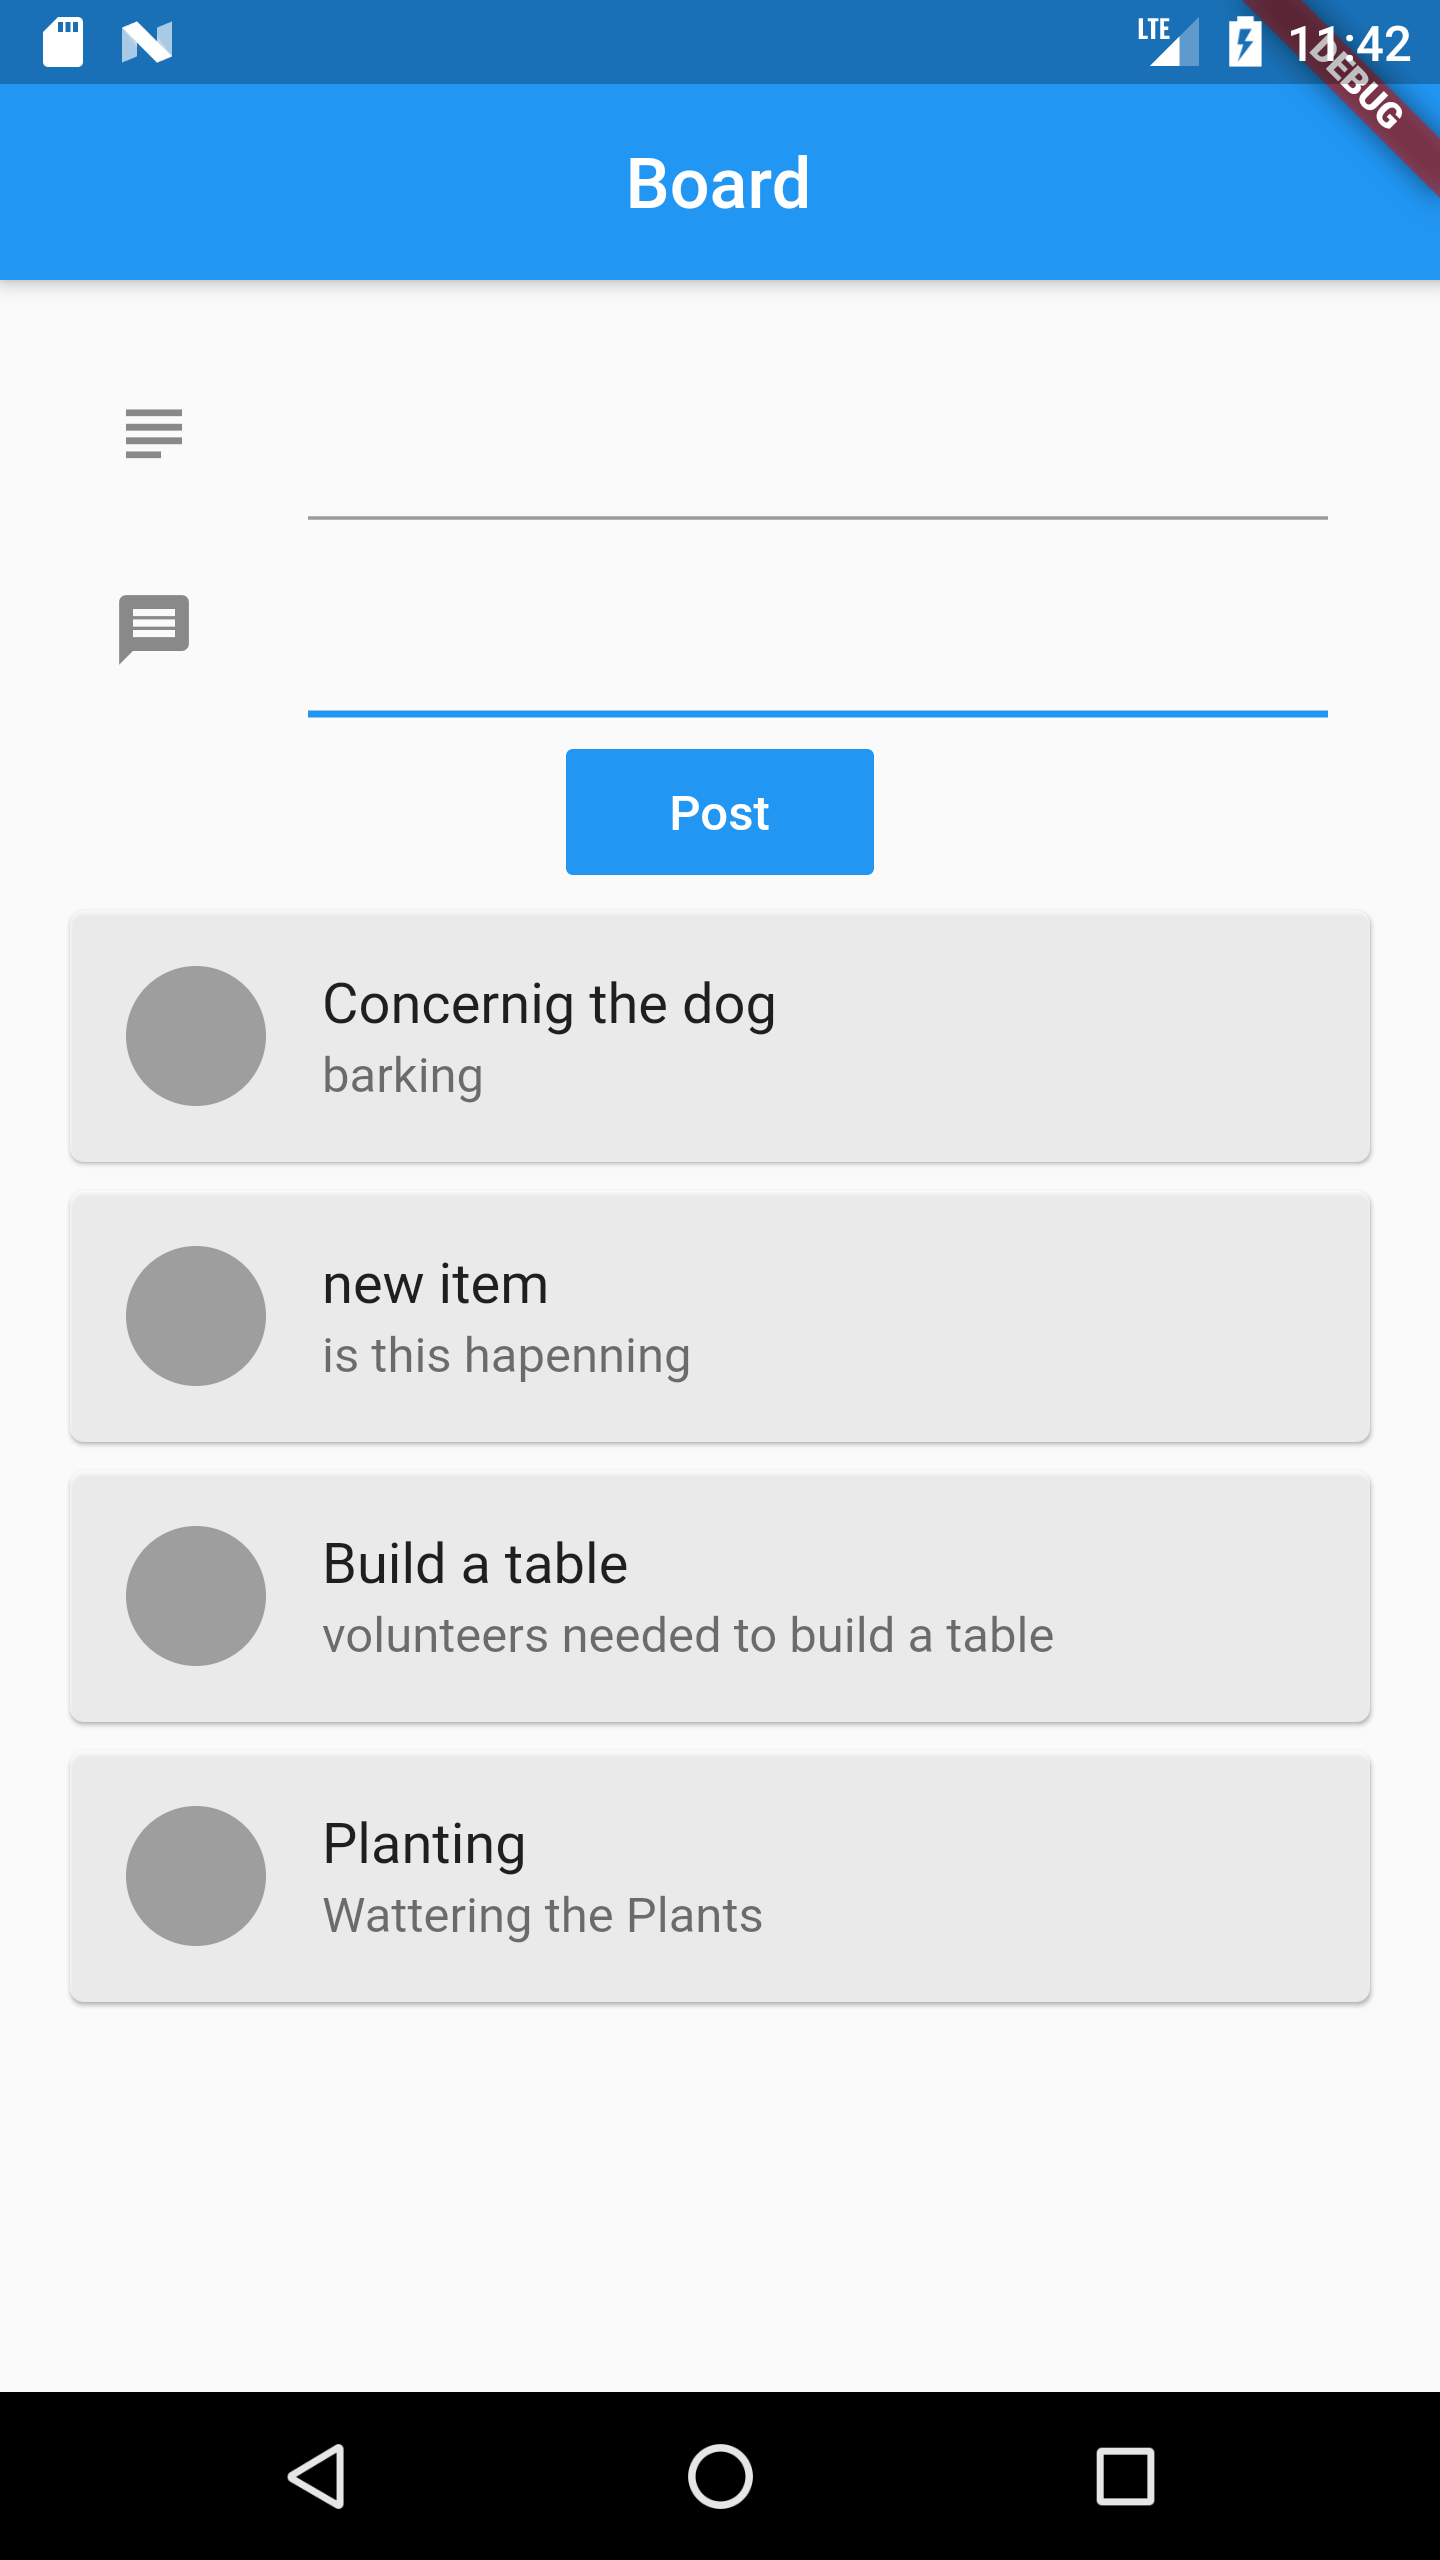 LTE 11:42
DEBUG
Board
Post
Concernig the dog
barking
new item
is this hapenning
Build a table
volunteers needed to build a table
Planting
Wattering the Plants